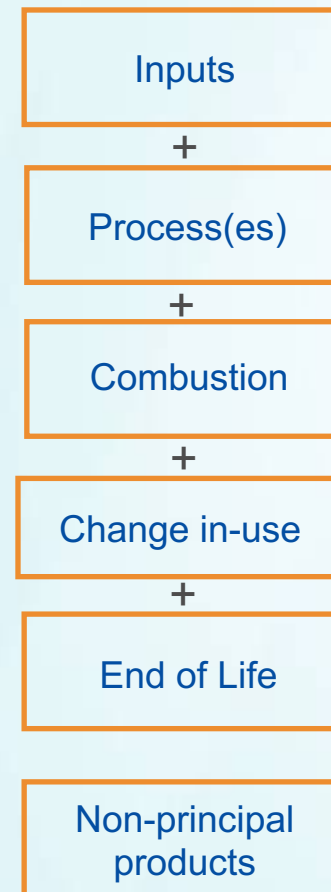 Inputs
+
Process(es)
+
Combustion
+
Change in-use
+
End of Life
Non-principal
products